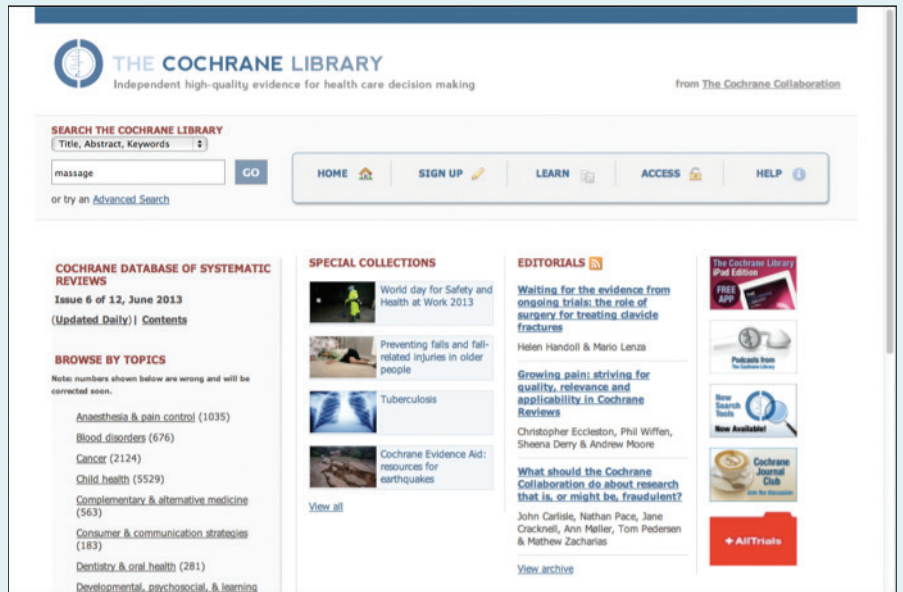 THE COCHRANE LIBRARY
Independent high-quality evidence for health care decision making
from The Cochrane Collaboration
SEARCH THE COCHRANE LIBRARY
Title, Abstract, Keywords
massage
GO
or try an Advanced Search
HOME
SIGN UP
LEARN
ACCESS
HELP
COCHRANE DATABASE OF SYSTEMATIC
REVIEWS
Issue 6 of 12, June 2013
(Updated Daily) | Contents
BROWSE BY TOPICS
Note: numbers shown below are wrong and will be
corrected soon.
Anaesthesia & pain control (1035)
Blood disorders (676)
Cancer (2124)
Child health (5529)
Complementary & alternative medicine
(563)
Consumer & communication strategies
(183)
Dentistry & oral health (281)
Developmental, psychosocial, & learning
SPECIAL COLLECTIONS
World day for Safety and
Health at Work 2013
Preventing falls and fall-
related injuries in older
people
Tuberculosis
Cochrane Evidence Aid:
resources for
earthquakes
View all
EDITORIALS
Waiting for the evidence from
ongoing trials: the role of
surgery for treating clavicle
fractures
Helen Handoll & Mario Lenza
Growing pain: striving for
quality, relevance and
applicability in Cochrane
Reviews
Christopher Eccleston, Phil Wiffen,
Sheena Derry & Andrew Moore
What should the Cochrane
Collaboration do about research
that is, or might be, fraudulent?
John Carlisle, Nathan Pace, Jane
Cracknell, Ann Møller, Tom Pedersen
& Mathew Zacharias
View archive
The Cochrane Library
iPad Edition
FREE
APP
Podcasts from
The Cochrane Library
New
Search
Tools
Now Available!
Cochrane
Journal
Club
Join the discussion
+AllTrials